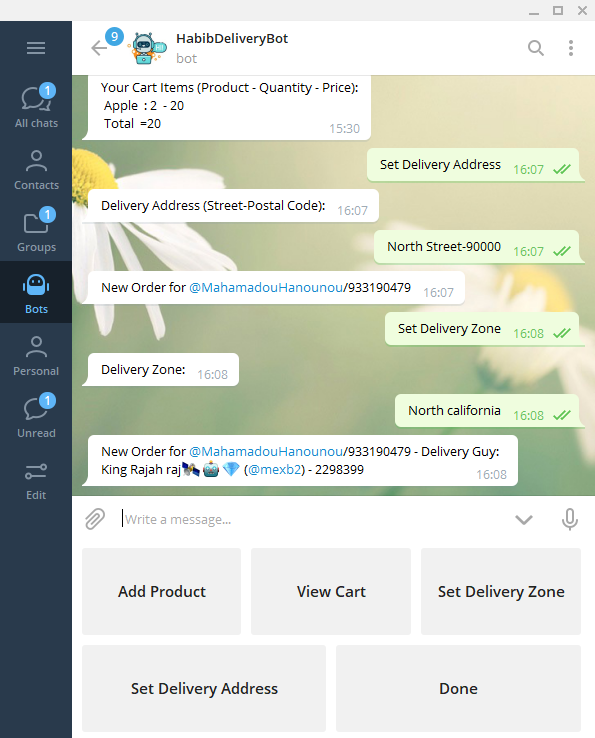 9
HabibDeliveryBot
bot
1
All chats
Contacts
1
Groups
Bots
Personal
1
Unread
Edit
Your Cart Items (Product - Quantity - Price):
Apple : 2 - 20
Total =20
15:30
Set Delivery Address 16:07
Delivery Address (Street-Postal Code): 16:07
North Street-90000 16:07
New Order for @MahamadouHanounou/933190479 16:07
Set Delivery Zone 16:08
Delivery Zone: 16:08
North california 16:08
New Order for @MahamadouHanounou/933190479 - Delivery Guy:
King Rajah raj🛰🤖💎 (@mexb2) - 2298399
16:08
Write a message...
Add Product View Cart Set Delivery Zone
Set Delivery Address Done